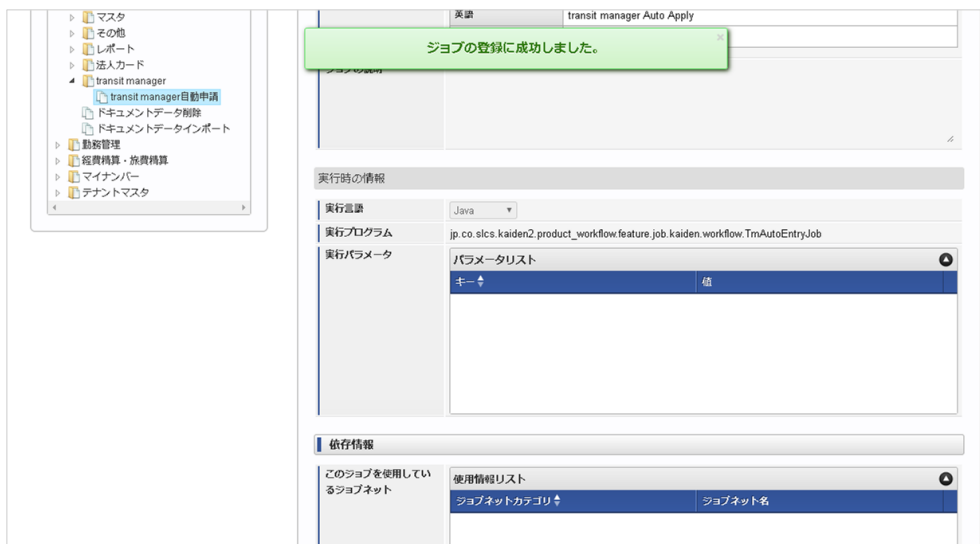 マスタ
その他
レポート
法人カード
transit manager
transit manager自動申請
ドキュメントデータ削除
ドキュメントデータインポート
勤務管理
経費精算・旅費精算
マイナンバー
テナントマスタ
英語 transit manager Auto Apply
ジョブの登録に成功しました。
×
ジョブの説明
実行時の情報
実行言語 Java
実行プログラム jp.co.slcs.kaiden2.product_workflow.feature.job.kaiden.workflow.TmAutoEntryJob
実行パラメータ パラメータリスト
キー 値
依存情報
このジョブを使用してい
るジョブネット
使用情報リスト
ジョブネットカテゴリ ジョブネット名